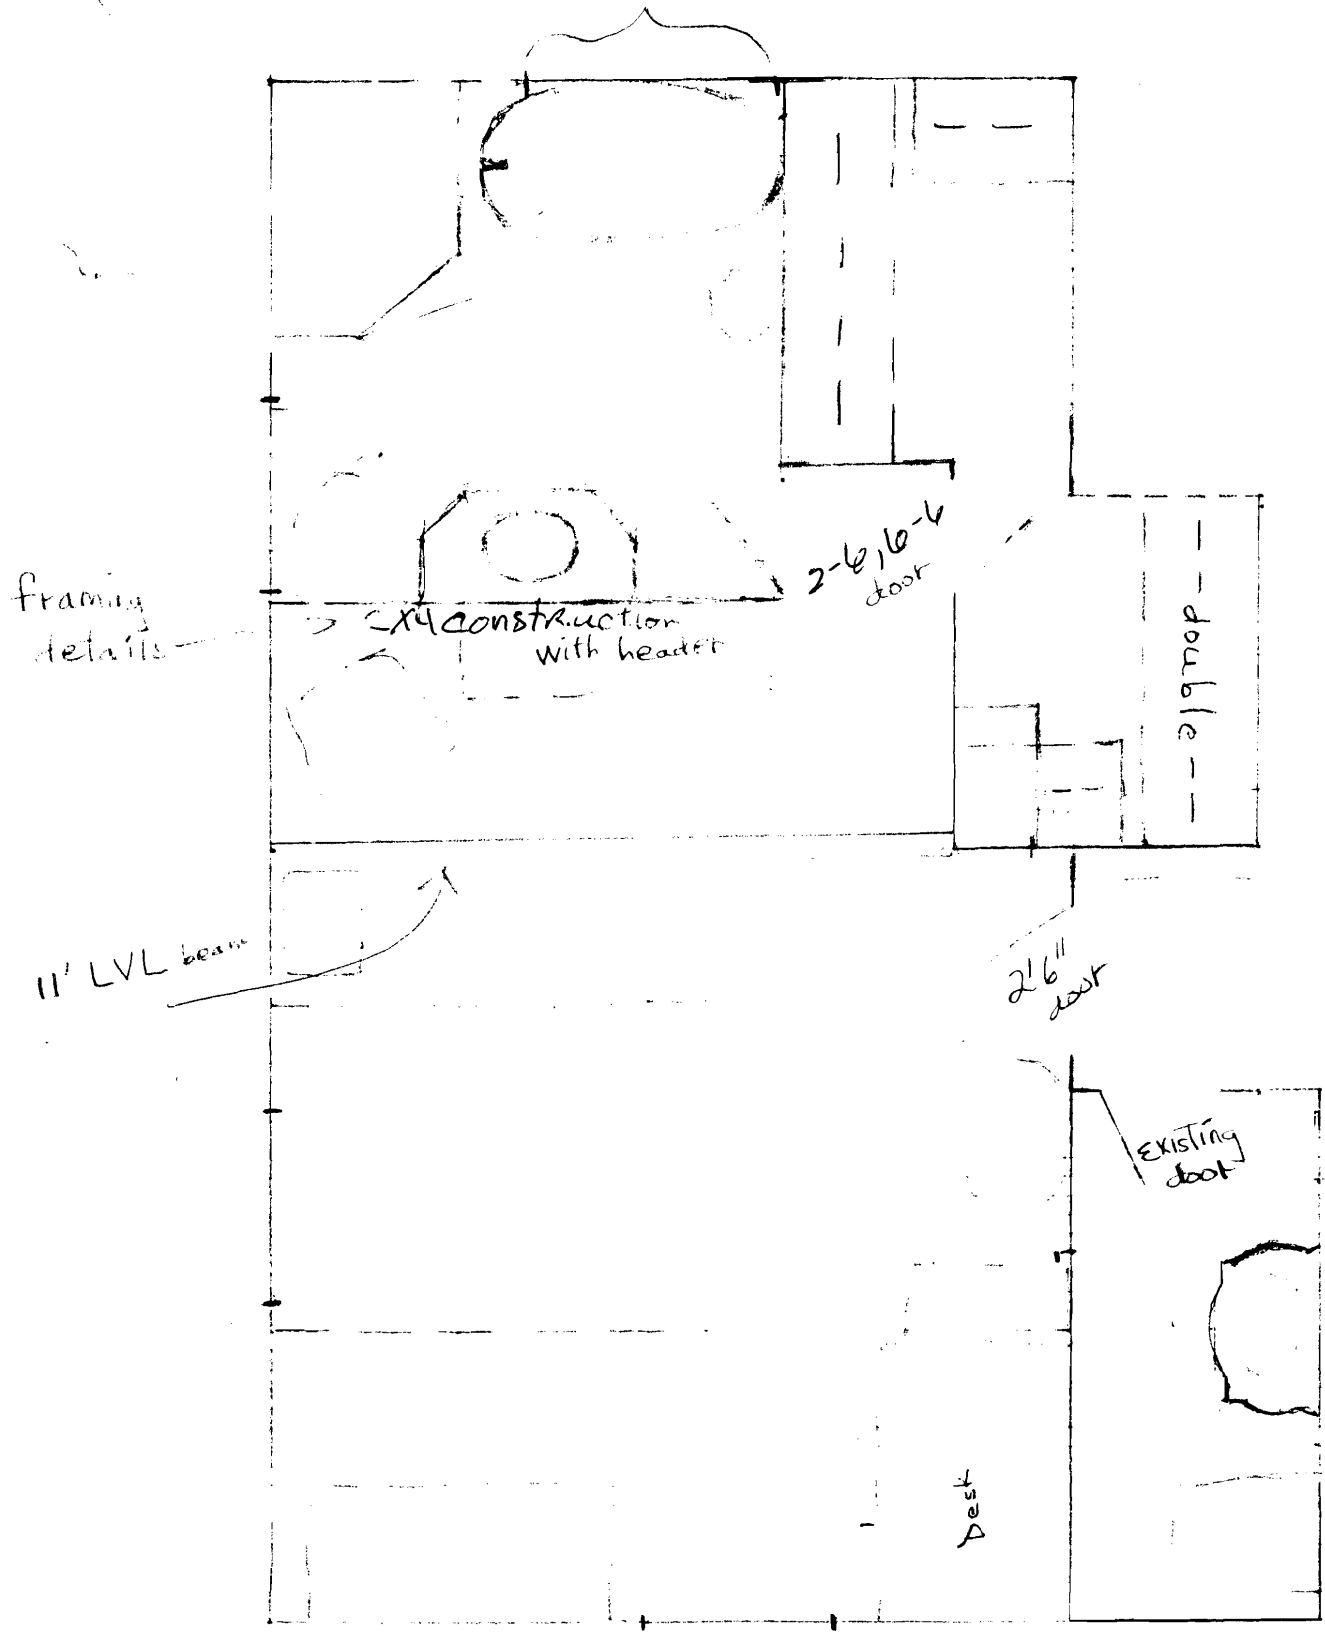 2-6, 6-6
door
framing
details
2x4 construction
with header
-- double --
11' LVL beam
2'6"
door
existing
door
Desk